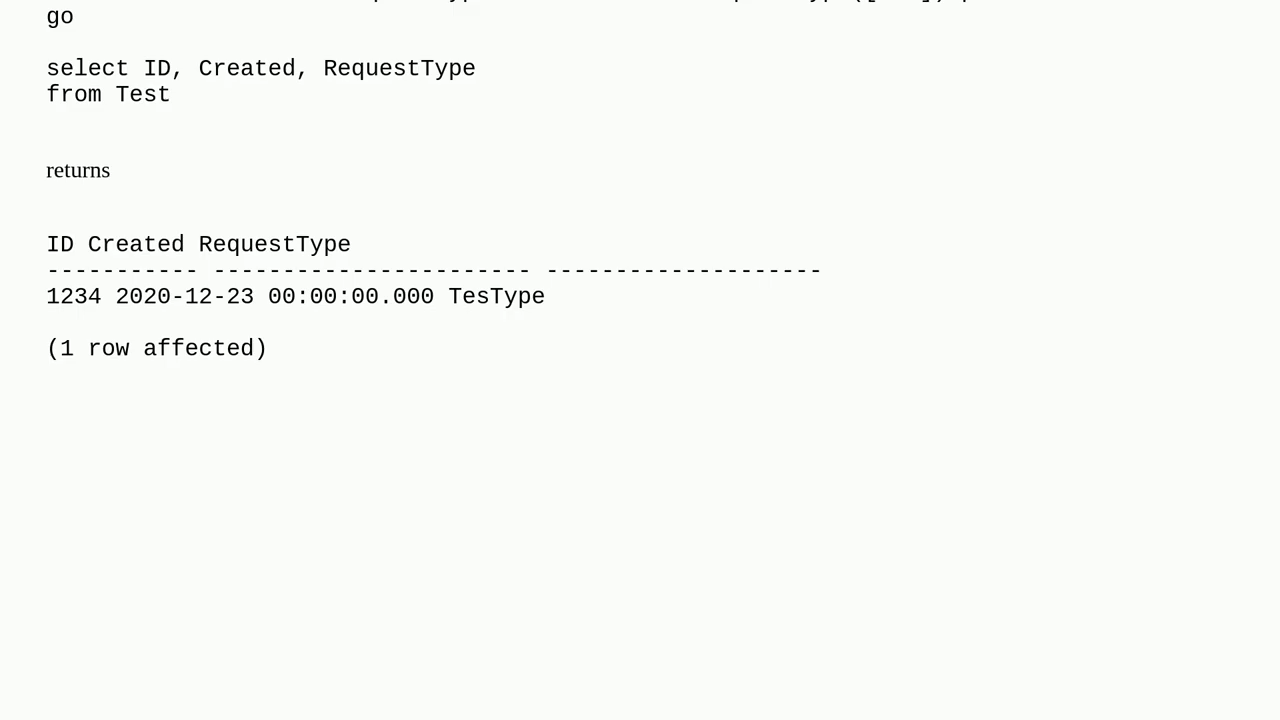 go
select ID, Created, RequestType
from Test
returns
ID Created RequestType
----------- ----------------------- --------------------
1234 2020-12-23 00:00:00.000 TesType
(1 row affected)